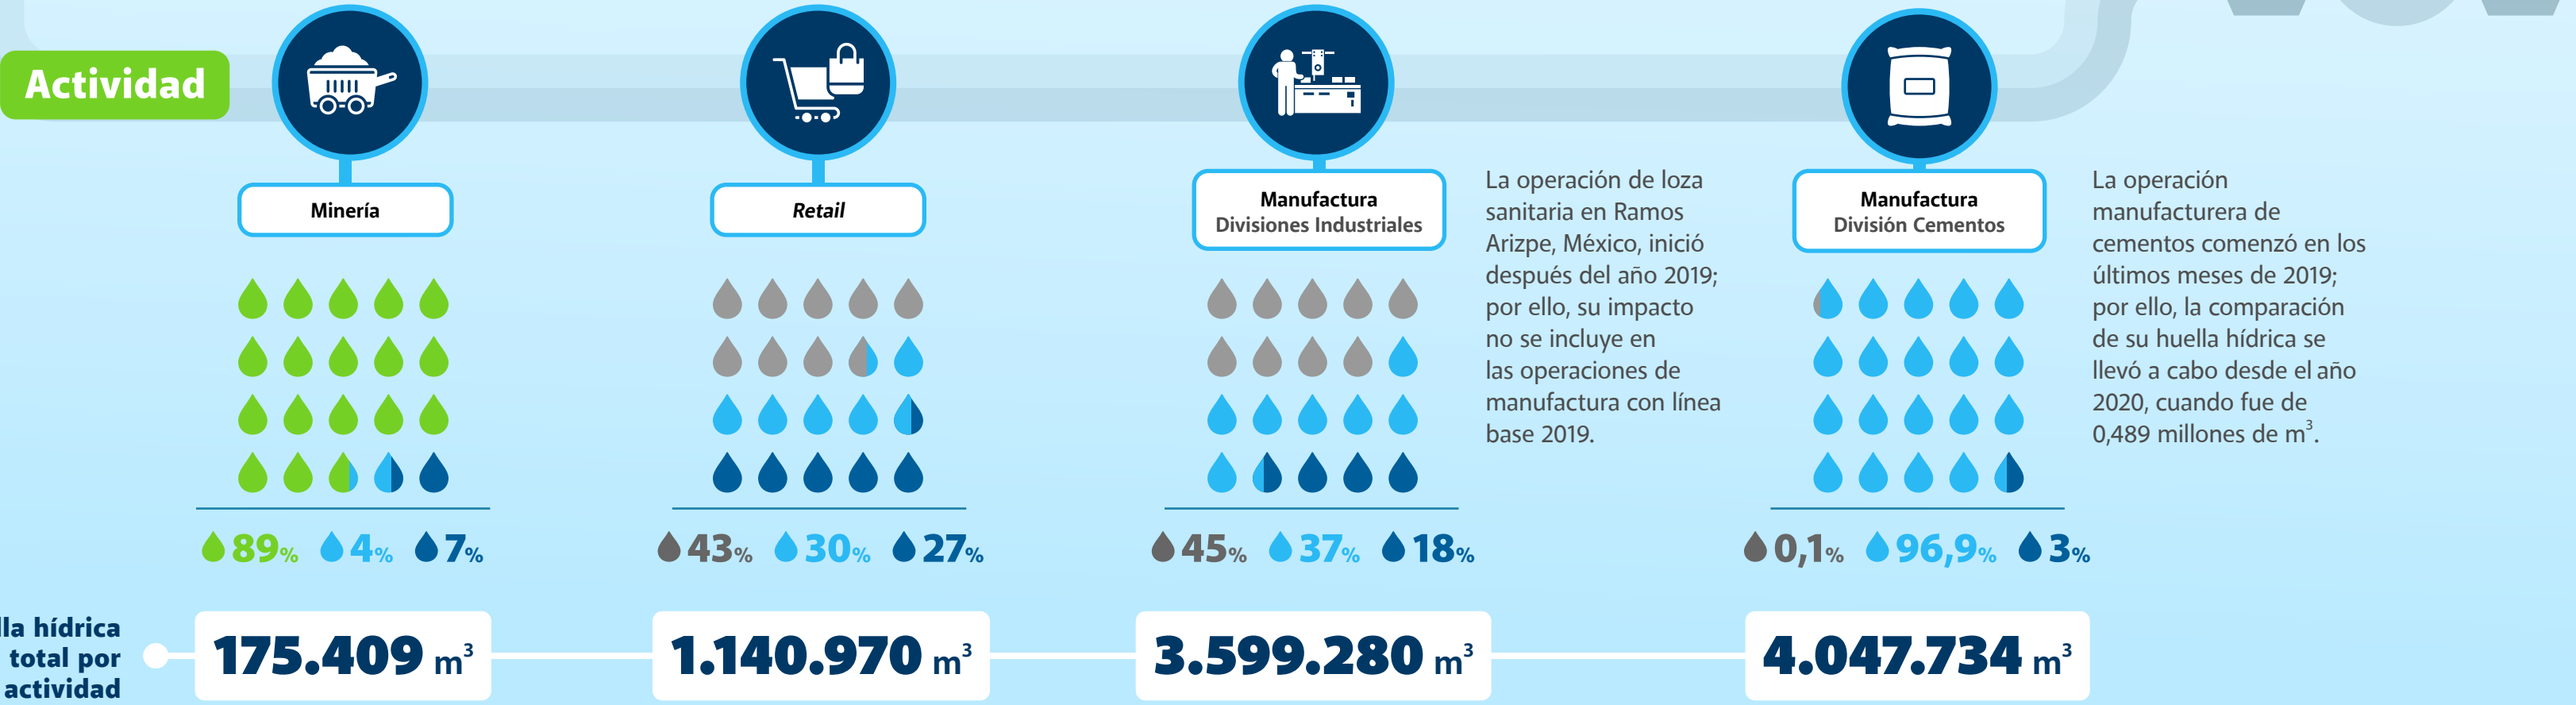 Actividad
Minería
Retail
Manufactura
Divisiones Industriales
La operación de loza
sanitaria en Ramos
Arizpe, México, inició
después del año 2019;
por ello, su impacto
no se incluye en
las operaciones de
manufactura con línea
base 2019.
Manufactura
División Cementos
La operación
manufacturera de
cementos comenzó en los
últimos meses de 2019;
por ello, la comparación
de su huella hídrica se
llevó a cabo desde el año
2020, cuando fue de
0,489 millones de m³.
89% 4% 7%
43% 30% 27%
45% 37% 18%
0,1% 96,9% 3%
hídrica
total por
actividad
175.409 m³
1.140.970 m³
3.599.280 m³
4.047.734 m³